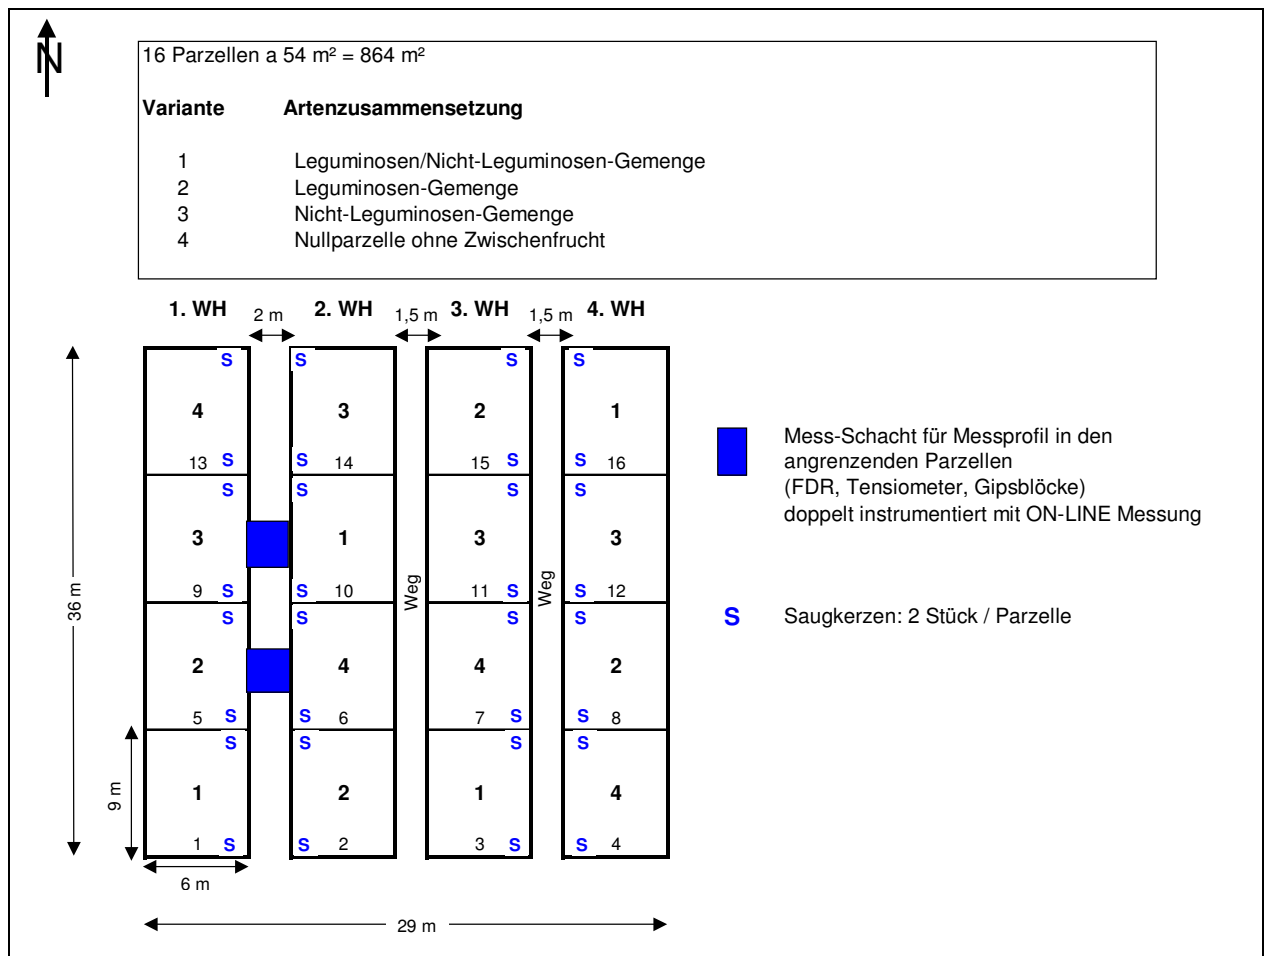 N
16 Parzellen a 54 m² = 864 m²
Variante Artenzusammensetzung
1 Leguminosen/Nicht-Leguminosen-Gemenge
2 Leguminosen-Gemenge
3 Nicht-Leguminosen-Gemenge
4 Nullparzelle ohne Zwischenfrucht
1. WH 2 m 2. WH 1,5 m 3. WH 1,5 m 4. WH
S S S S
4 3 2 1
13 S S 14 15 S S 16
S S S S
3 1 3 3
9 S S 10 11 S S 12
S S S S
2 4 4 2
5 S S 6 7 S S 8
S S S S
1 2 1 4
1 S S 2 3 S S 4
Weg
Weg
36 m
9 m
6 m
29 m
Mess-Schacht für Messprofil in den
angrenzenden Parzellen
(FDR, Tensiometer, Gipsblöcke)
doppelt instrumentiert mit ON-LINE Messung
S Saugkerzen: 2 Stück / Parzelle